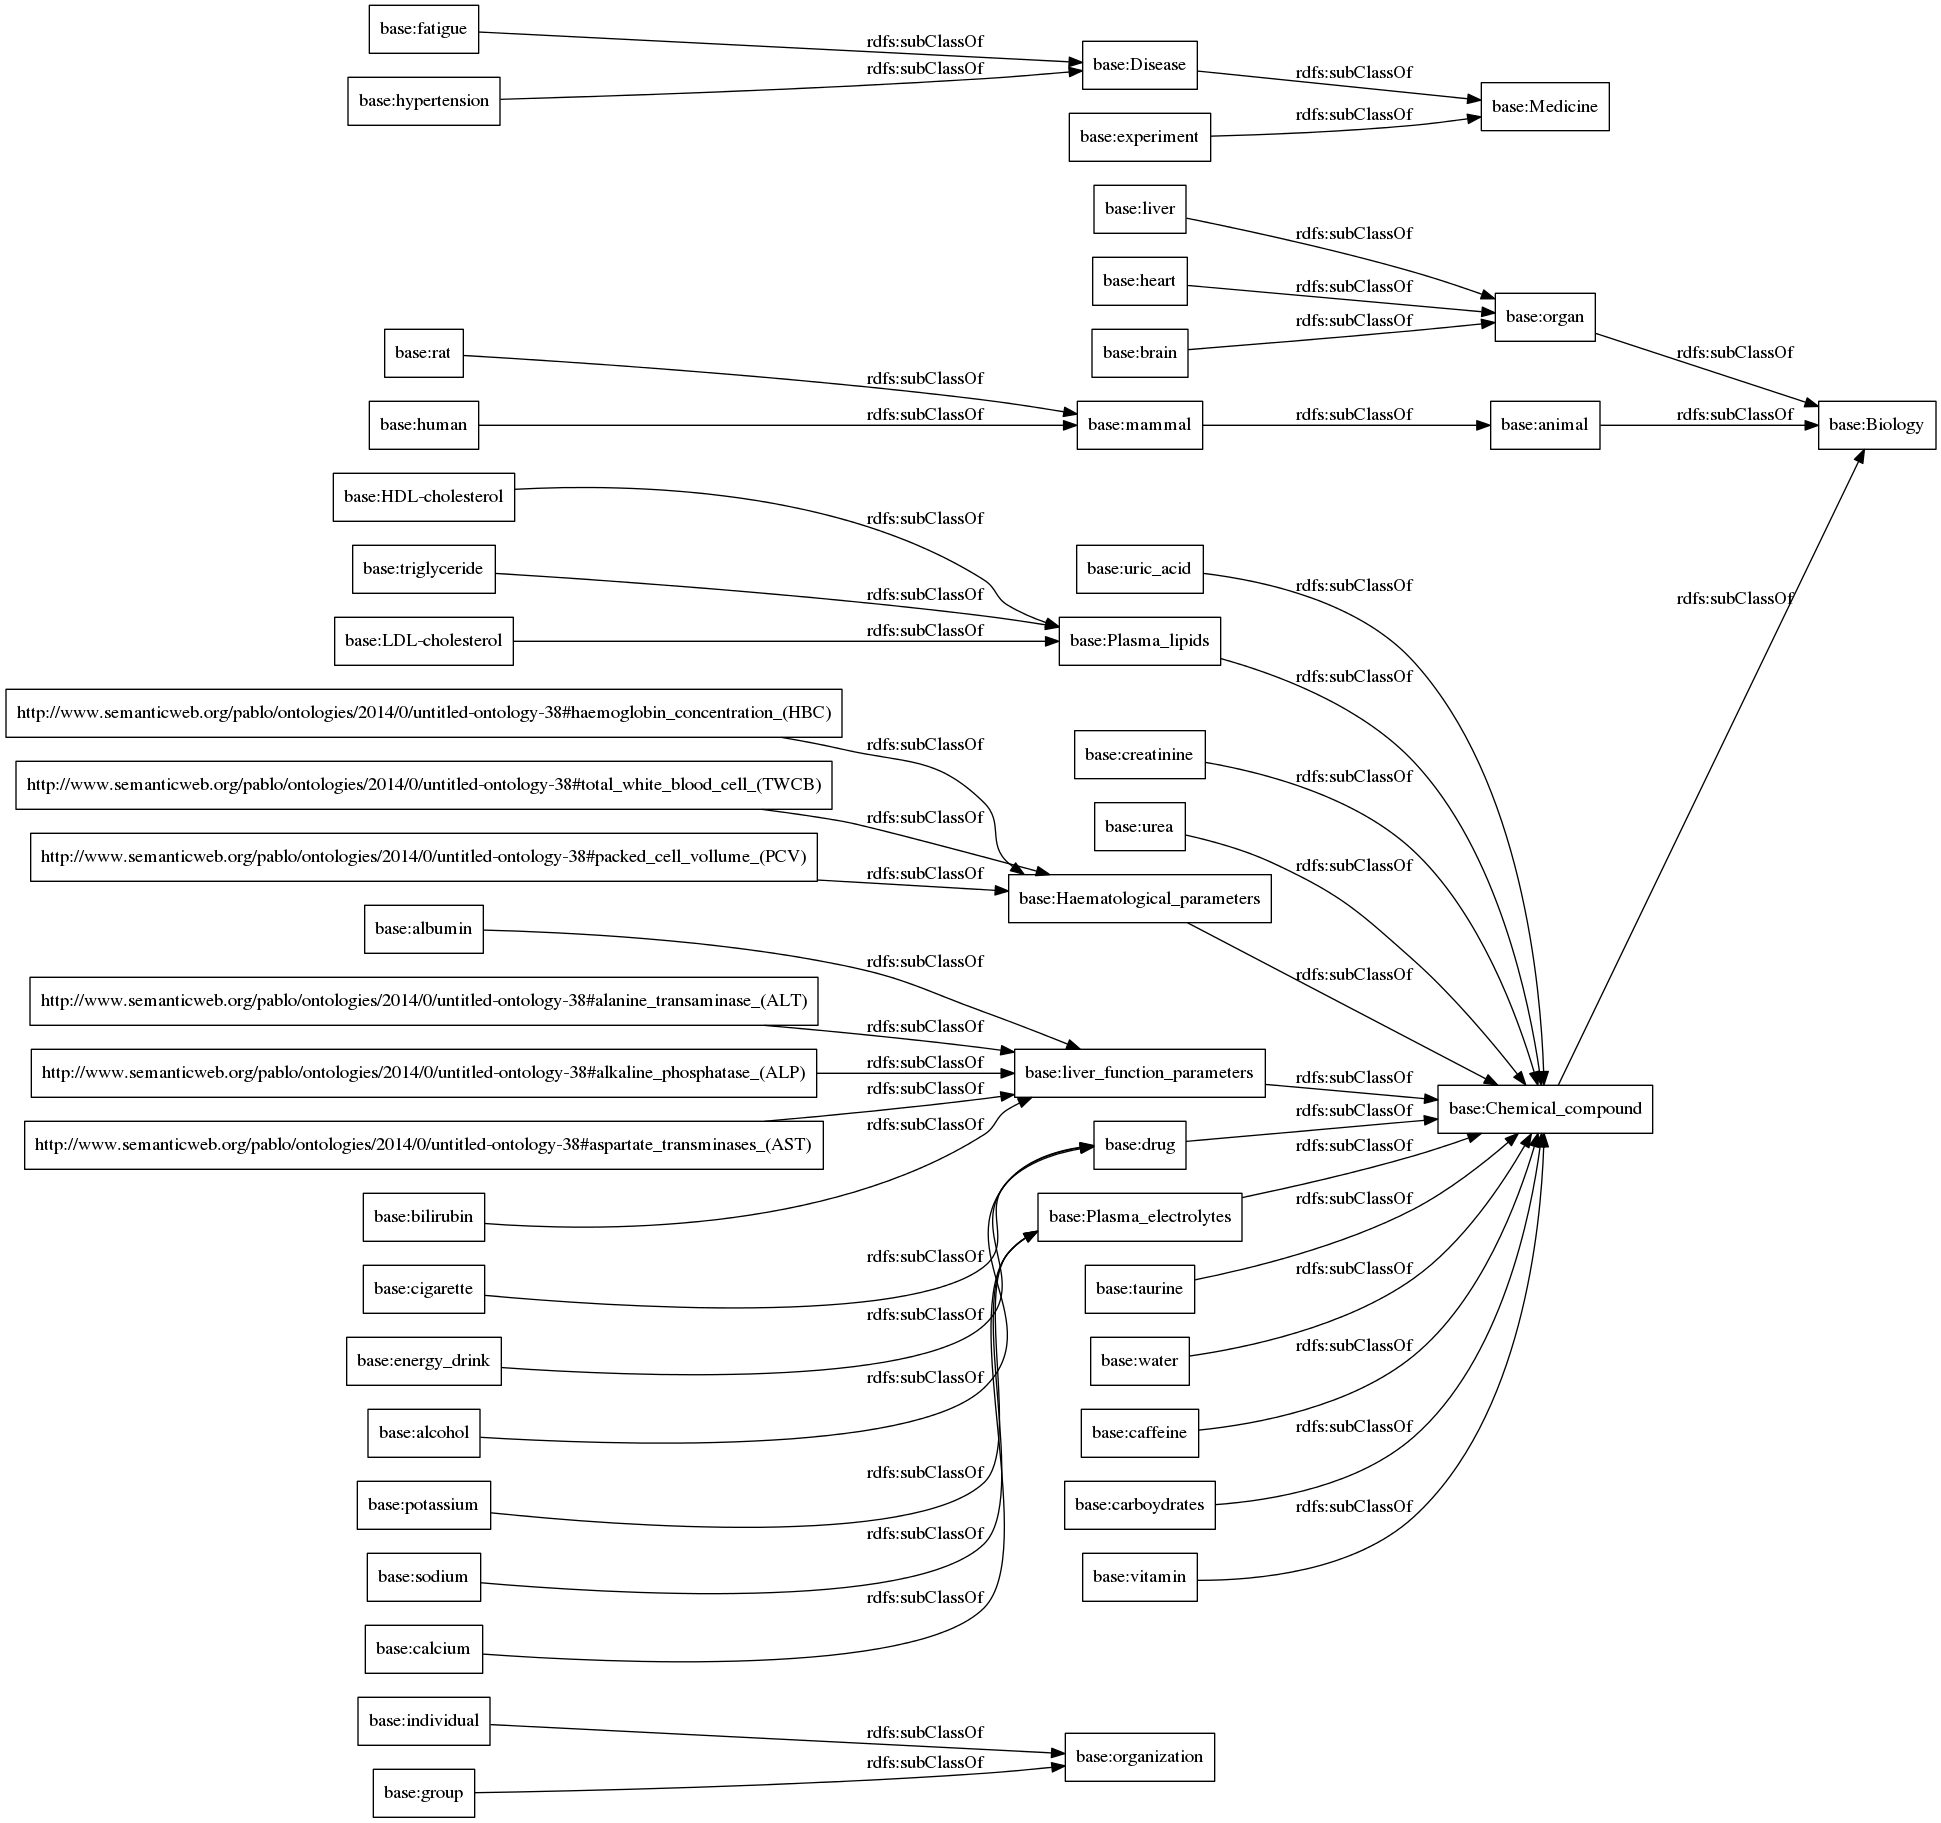 base:fatigue
rdfs:subClassOf
base:hypertension
rdfs:subClassOf
base:Disease
rdfs:subClassOf
base:Medicine
base:experiment
rdfs:subClassOf
base:liver
rdfs:subClassOf
base:heart
rdfs:subClassOf
base:organ
base:brain
rdfs:subClassOf
rdfs:subClassOf
base:rat
rdfs:subClassOf
base:human
rdfs:subClassOf
base:mammal
rdfs:subClassOf
base:animal
rdfs:subClassOf
base:Biology
base:HDL-cholesterol
rdfs:subClassOf
base:triglyceride
rdfs:subClassOf
base:uric_acid
rdfs:subClassOf
rdfs:subClassOf
base:LDL-cholesterol
rdfs:subClassOf
base:Plasma_lipids
rdfs:subClassOf
http://www.semanticweb.org/pablo/ontologies/2014/0/untitled-ontology-38#haemoglobin_concentration_(HBC)
rdfs:subClassOf
base:creatinine
rdfs:subClassOf
http://www.semanticweb.org/pablo/ontologies/2014/0/untitled-ontology-38#total_white_blood_cell_(TWCB)
rdfs:subClassOf
base:urea
rdfs:subClassOf
http://www.semanticweb.org/pablo/ontologies/2014/0/untitled-ontology-38#packed_cell_vollume_(PCV)
rdfs:subClassOf
base:Haematological_parameters
rdfs:subClassOf
base:albumin
rdfs:subClassOf
http://www.semanticweb.org/pablo/ontologies/2014/0/untitled-ontology-38#alanine_transaminase_(ALT)
rdfs:subClassOf
http://www.semanticweb.org/pablo/ontologies/2014/0/untitled-ontology-38#alkaline_phosphatase_(ALP)
rdfs:subClassOf
base:liver_function_parameters
rdfs:subClassOf
base:Chemical_compound
http://www.semanticweb.org/pablo/ontologies/2014/0/untitled-ontology-38#aspartate_transminases_(AST)
rdfs:subClassOf
base:drug
rdfs:subClassOf
base:bilirubin
rdfs:subClassOf
base:Plasma_electrolytes
rdfs:subClassOf
base:cigarette
rdfs:subClassOf
base:taurine
rdfs:subClassOf
base:energy_drink
rdfs:subClassOf
base:water
rdfs:subClassOf
base:alcohol
rdfs:subClassOf
base:caffeine
rdfs:subClassOf
base:potassium
rdfs:subClassOf
base:carboydrates
rdfs:subClassOf
base:sodium
rdfs:subClassOf
base:vitamin
rdfs:subClassOf
base:calcium
rdfs:subClassOf
base:individual
rdfs:subClassOf
base:organization
base:group
rdfs:subClassOf